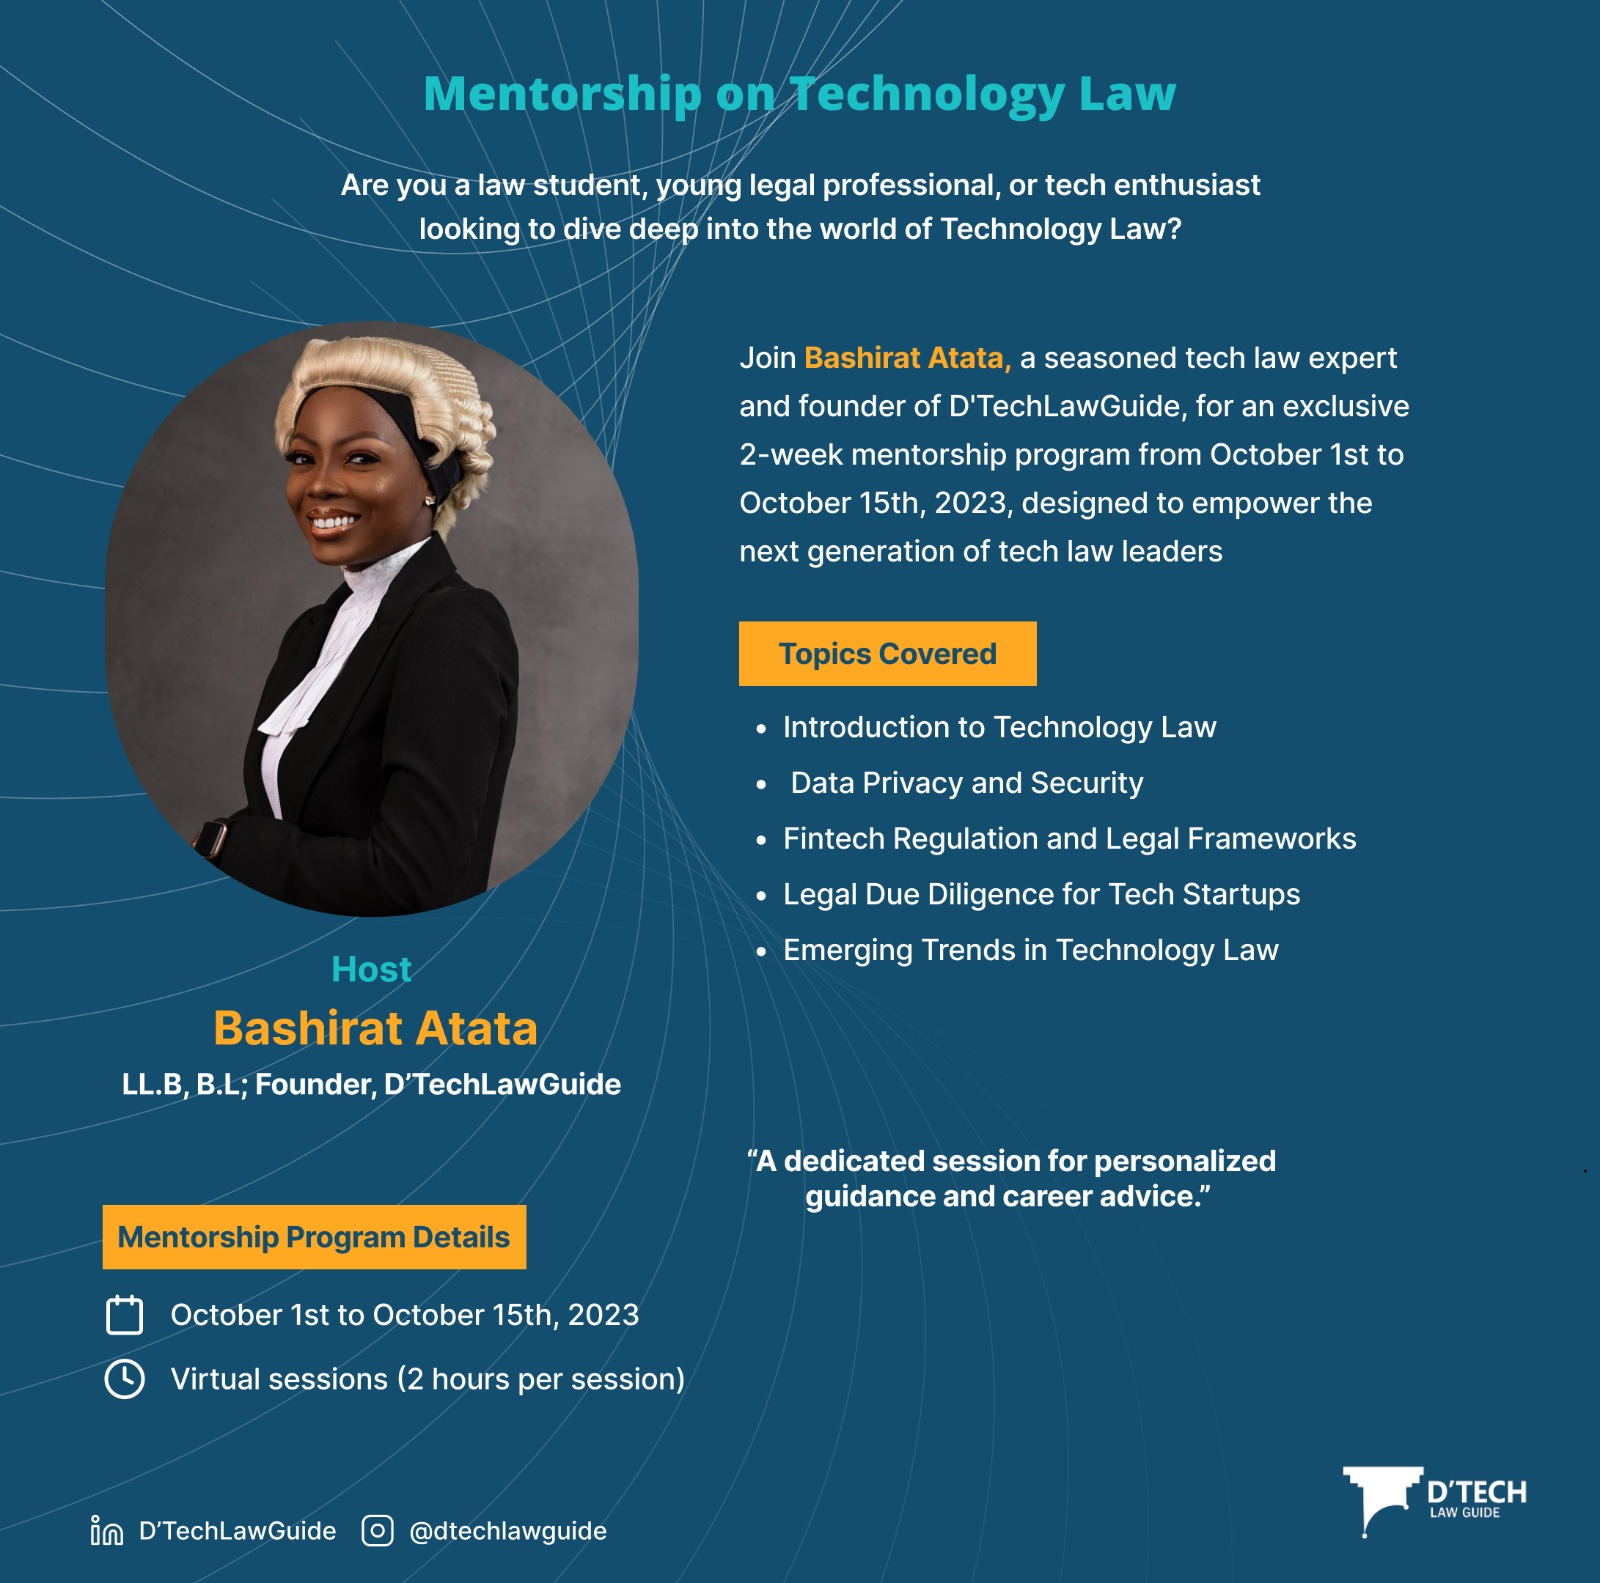 Mentorship on Technology Law
Are you a law student, young legal professional, or tech enthusiast
looking to dive deep into the world of Technology Law?
Join Bashirat Atata, a seasoned tech law expert
and founder of D'TechLawGuide, for an exclusive
2-week mentorship program from October 1st to
October 15th, 2023, designed to empower the
next generation of tech law leaders
Topics Covered
• Introduction to Technology Law
• Data Privacy and Security
• Fintech Regulation and Legal Frameworks
• Legal Due Diligence for Tech Startups
• Emerging Trends in Technology Law
Host
Bashirat Atata
LL.B, B.L; Founder, D’TechLawGuide
“A dedicated session for personalized
guidance and career advice.”
Mentorship Program Details
October 1st to October 15th, 2023
Virtual sessions (2 hours per session)
D’TechLawGuide @dtechlawguide
D’TECH
LAW GUIDE